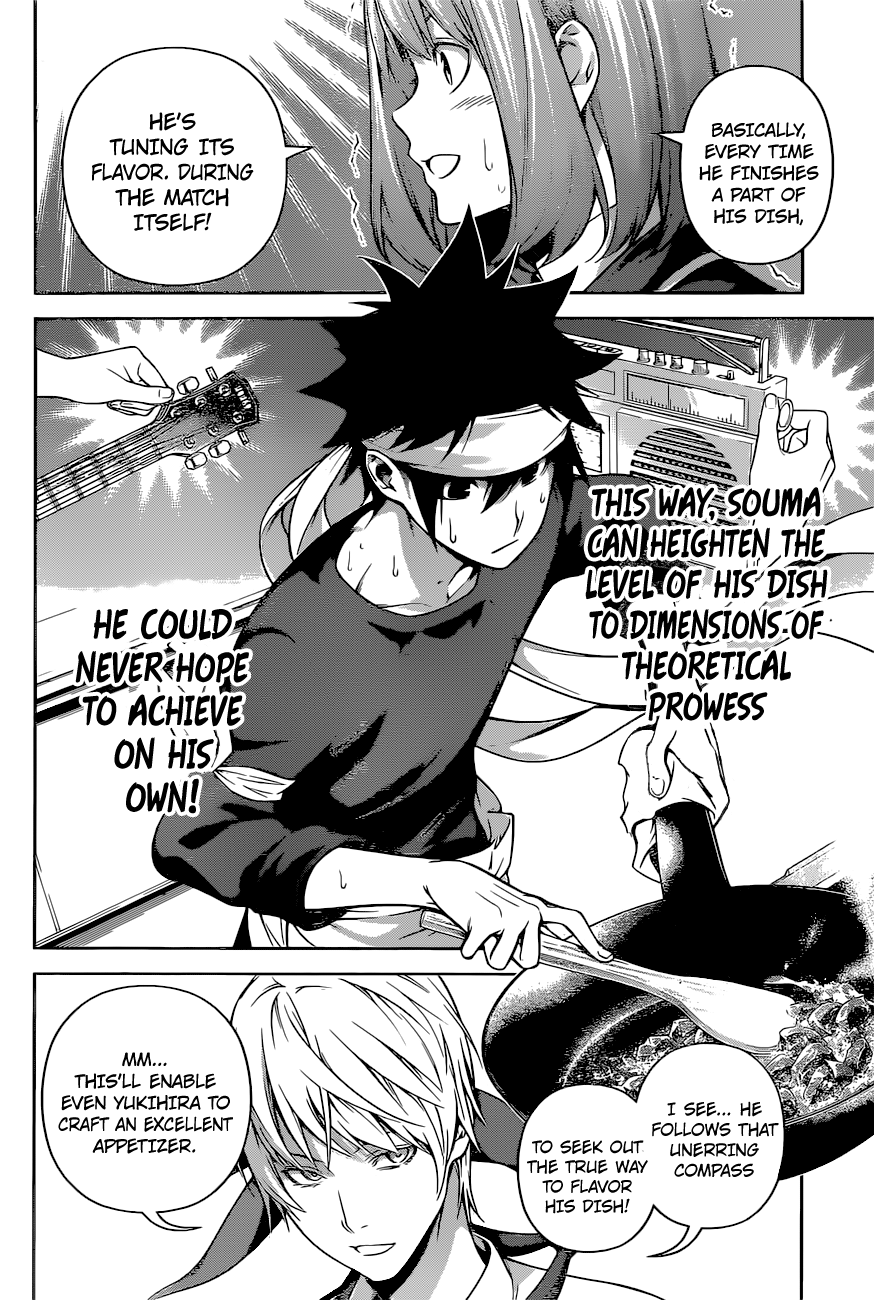 BASICALLY,
EVERY TIME
HE FINISHES
A PART OF
HIS DISH,
HE'S
TUNING ITS
FLAVOR. DURING
THE MATCH
ITSELF!
THIS WAY, SOUMA
CAN HEIGHTEN THE
LEVEL OF HIS DISH
TO DIMENSIONS OF
THEORETICAL
PROWESS
HE COULD
NEVER HOPE
TO ACHIEVE
ON HIS
OWN!
I SEE... HE
FOLLOWS THAT
UNERRING
COMPASS
TO SEEK OUT
THE TRUE WAY
TO FLAVOR
HIS DISH!
MM...
THIS'LL ENABLE
EVEN YUKIHIRA TO
CRAFT AN EXCELLENT
APPETIZER.